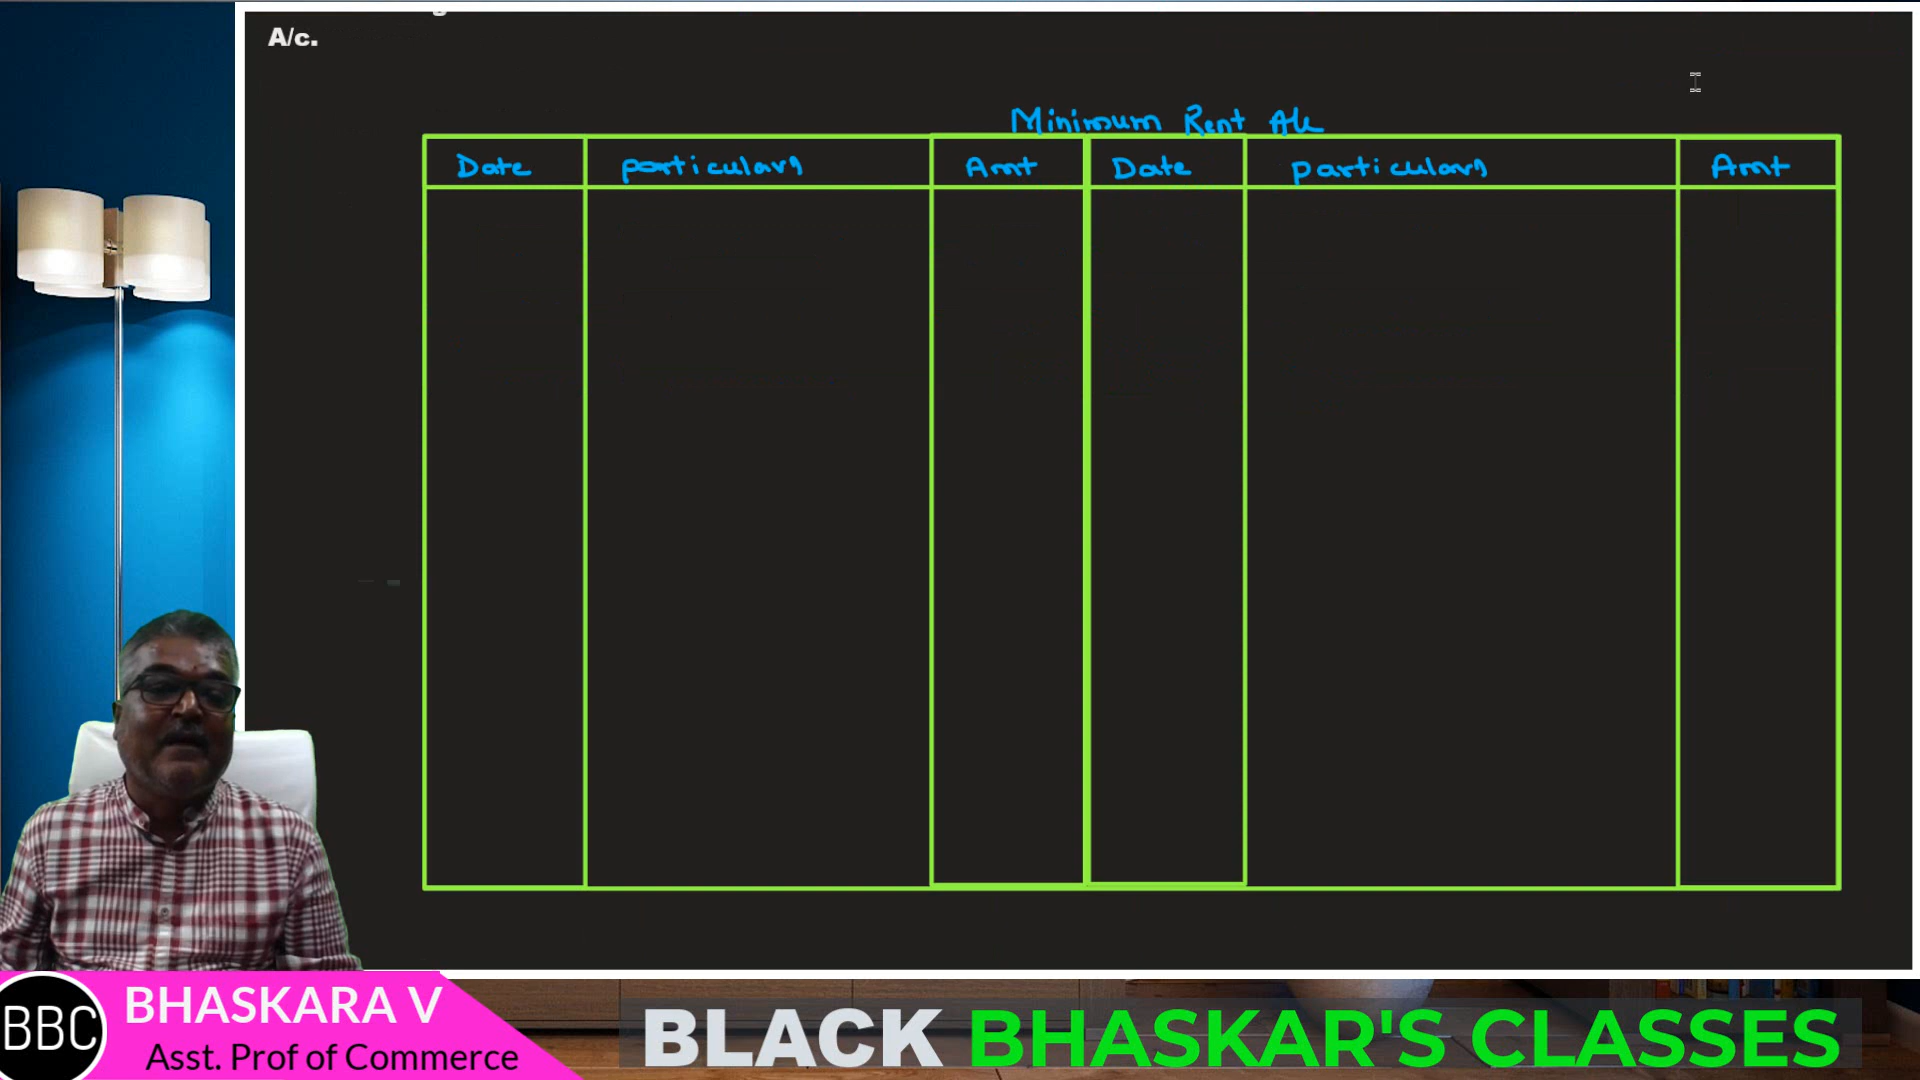 A/c.
Minimum Rent A/c
Date particulars Amt Date particulars Amt
BBC
BHASKARA V
Asst. Prof of Commerce
BLACK BHASKAR'S CLASSES